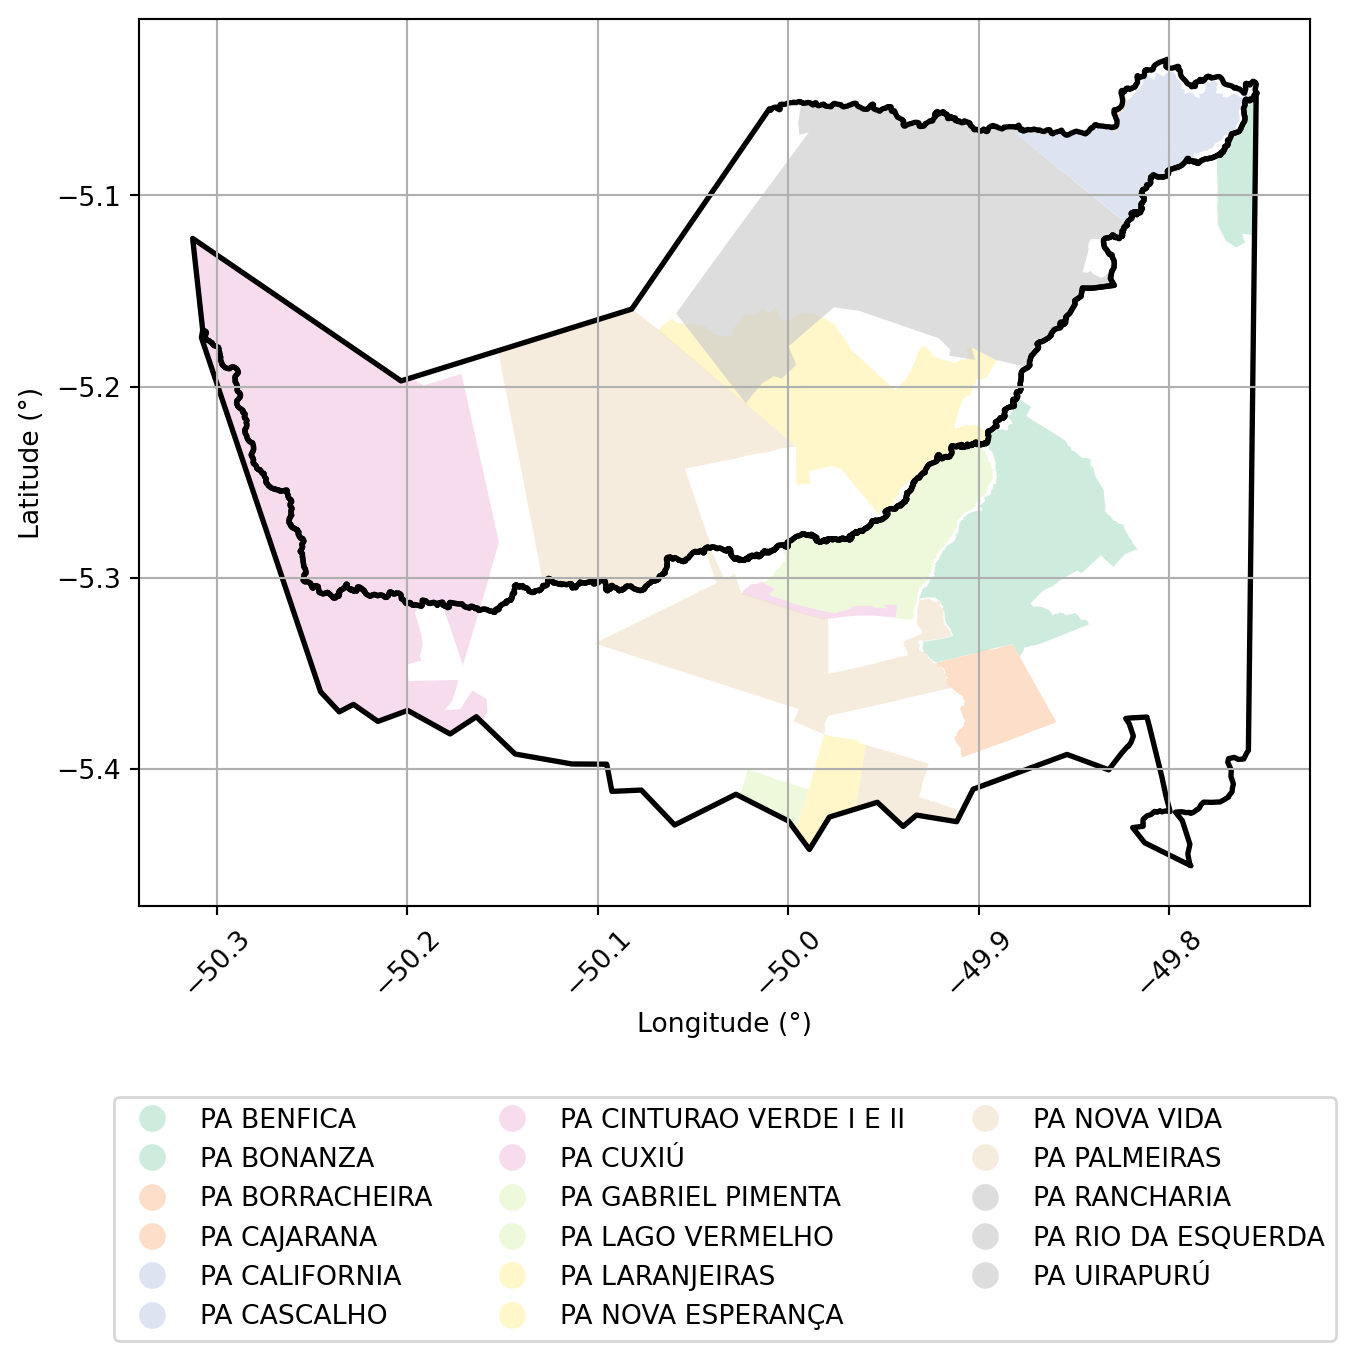 −5.1
−5.2
−5.3
−5.4
Latitude (°)
−50.3
−50.2
−50.1
−50.0
−49.9
−49.8
Longitude (°)
PA BENFICA
PA BONANZA
PA BORRACHEIRA
PA CAJARANA
PA CALIFORNIA
PA CASCALHO
PA CINTURAO VERDE I E II
PA CUXIÚ
PA GABRIEL PIMENTA
PA LAGO VERMELHO
PA LARANJEIRAS
PA NOVA ESPERANÇA
PA NOVA VIDA
PA PALMEIRAS
PA RANCHARIA
PA RIO DA ESQUERDA
PA UIRAPURÚ